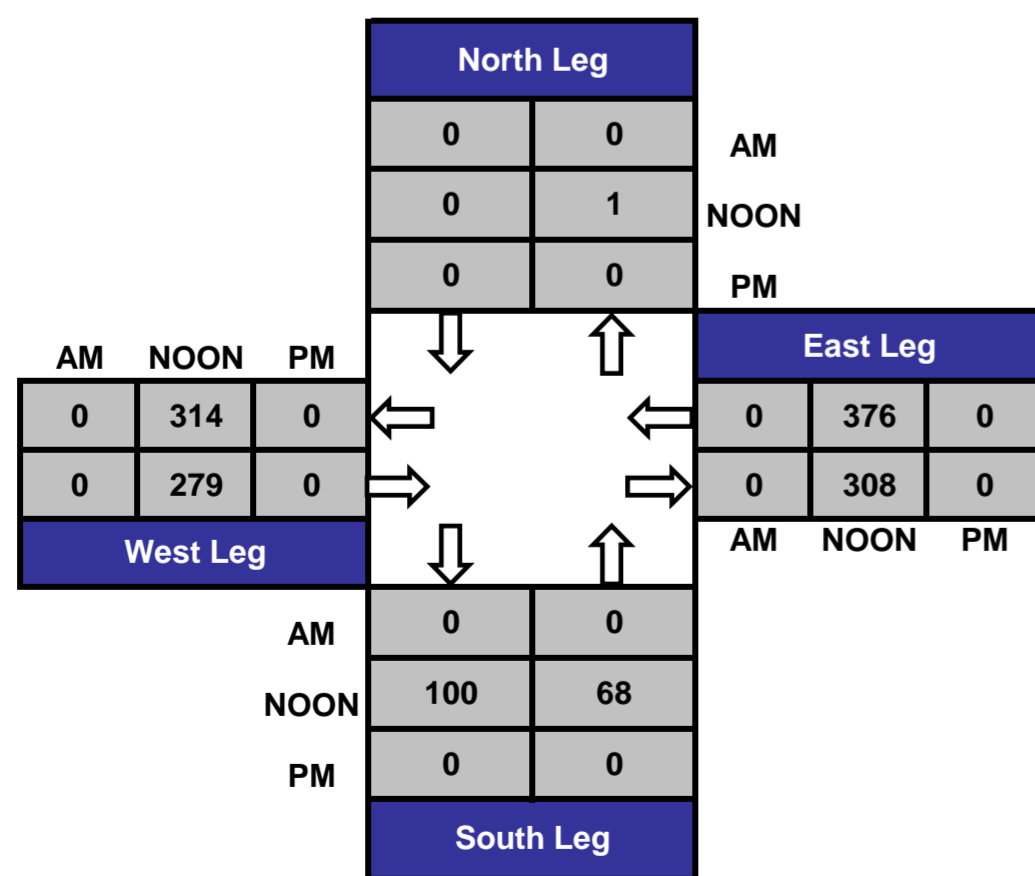 North Leg
0 0 AM
0 1 NOON
0 0 PM
East Leg
AM NOON PM
0 314 0
0 376 0
0 279 0
0 308 0
West Leg
AM NOON PM
AM 0 0
NOON 100 68
PM 0 0
South Leg